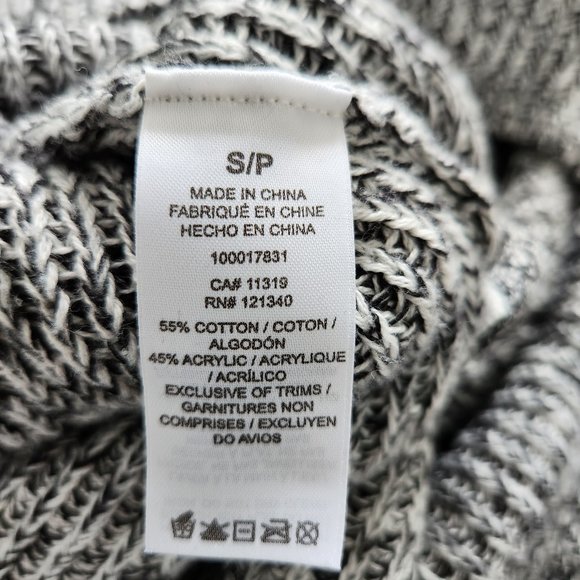 S/P
MADE IN CHINA
FABRIQUÉ EN CHINE
HECHO EN CHINA
100017831
CA# 11319
RN# 121340
55% COTTON / COTON /
ALGODÓN
45% ACRYLIC / ACRYLIQUE
/ ACRÍLICO
EXCLUSIVE OF TRIMS /
GARNITURES NON
COMPRISES / EXCLUYEN
DO AVIOS